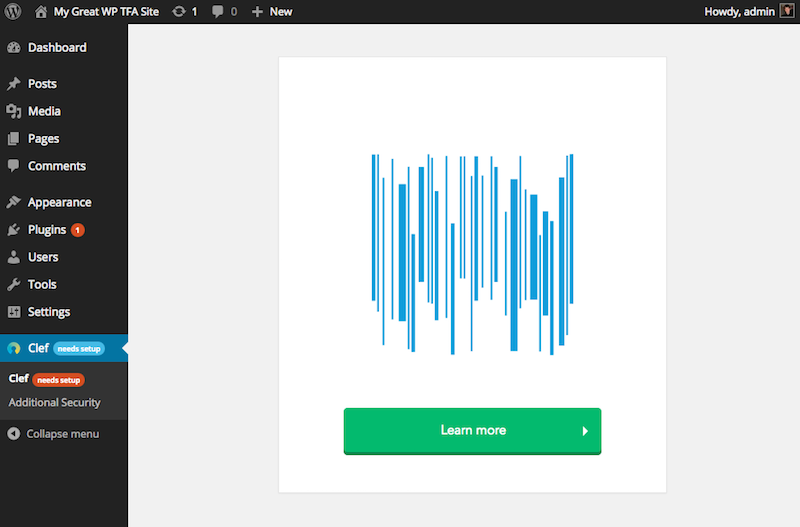 My Great WP TFA Site 1 0 New Howdy, admin
Dashboard
Posts
Media
Pages
Comments
Appearance
Plugins 1
Users
Tools
Settings
Clef needs setup
Clef needs setup
Additional Security
Collapse menu
Learn more